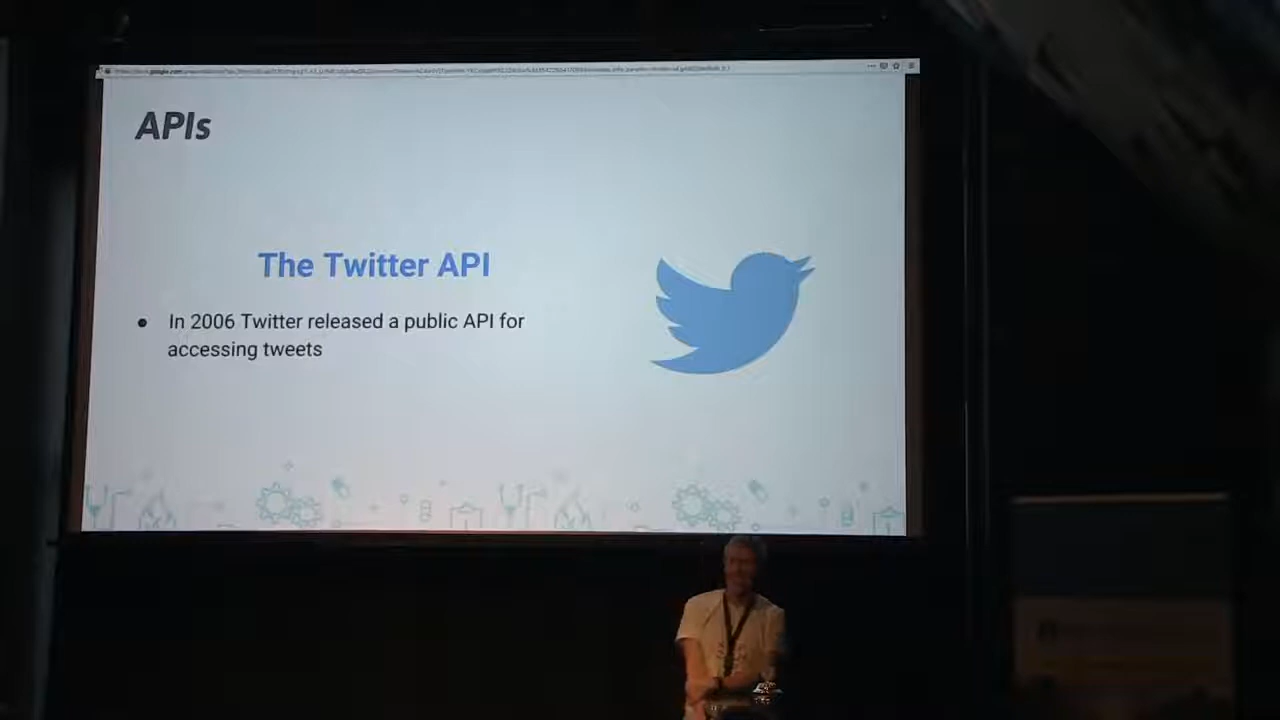 APIs
The Twitter API
● In 2006 Twitter released a public API for
accessing tweets